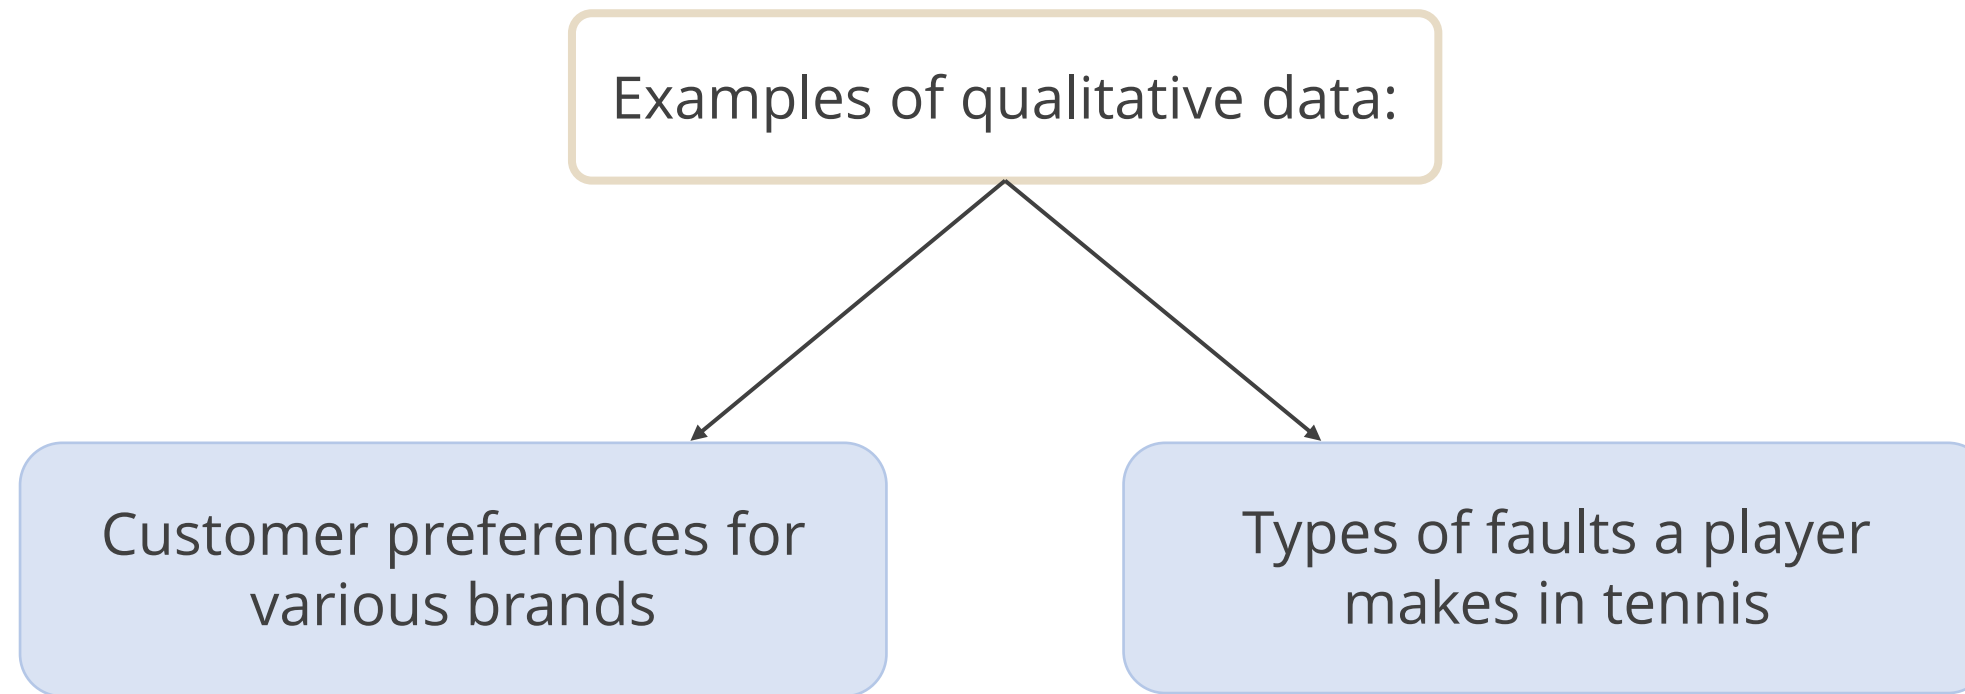 Examples of qualitative data:
Customer preferences for
various brands
Types of faults a player
makes in tennis